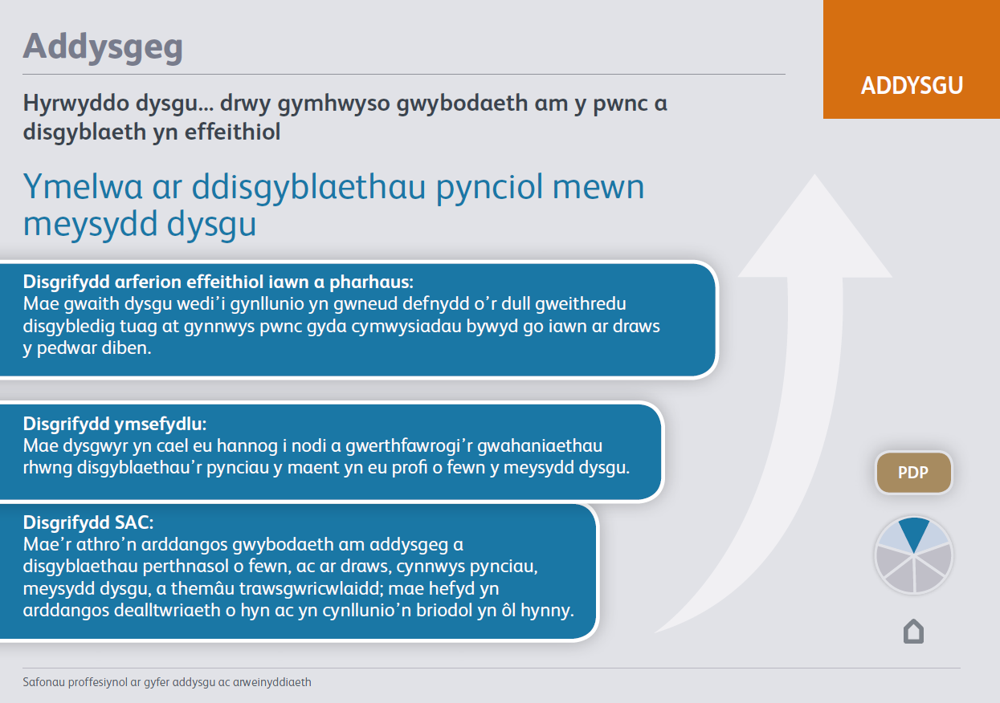 Addysgeg
ADDYSGU
Hyrwyddo dysgu... drwy gymhwyso gwybodaeth am y pwnc a
disgyblaeth yn effeithiol
Ymelwa ar ddisgyblaethau pynciol mewn
meysydd dysgu
Disgrifydd arferion effeithiol iawn a pharhaus:
Mae gwaith dysgu wedi’i gynllunio yn gwneud defnydd o’r dull gweithredu
disgybledig tuag at gynnwys pwnc gyda cymwysiadau bywyd go iawn ar draws
y pedwar diben.
Disgrifydd ymsefydlu:
Mae dysgwyr yn cael eu hannog i nodi a gwerthfawrogi’r gwahaniaethau
rhwng disgyblaethau’r pynciau y maent yn eu profi o fewn y meysydd dysgu.
Disgrifydd SAC:
Mae’r athro’n arddangos gwybodaeth am addysgeg a
disgyblaethau perthnasol o fewn, ac ar draws, cynnwys pynciau,
meysydd dysgu, a themâu trawsgwricwlaidd; mae hefyd yn
arddangos dealltwriaeth o hyn ac yn cynllunio’n briodol yn ôl hynny.
PDP
Safonau proffesiynol ar gyfer addysgu ac arweinyddiaeth